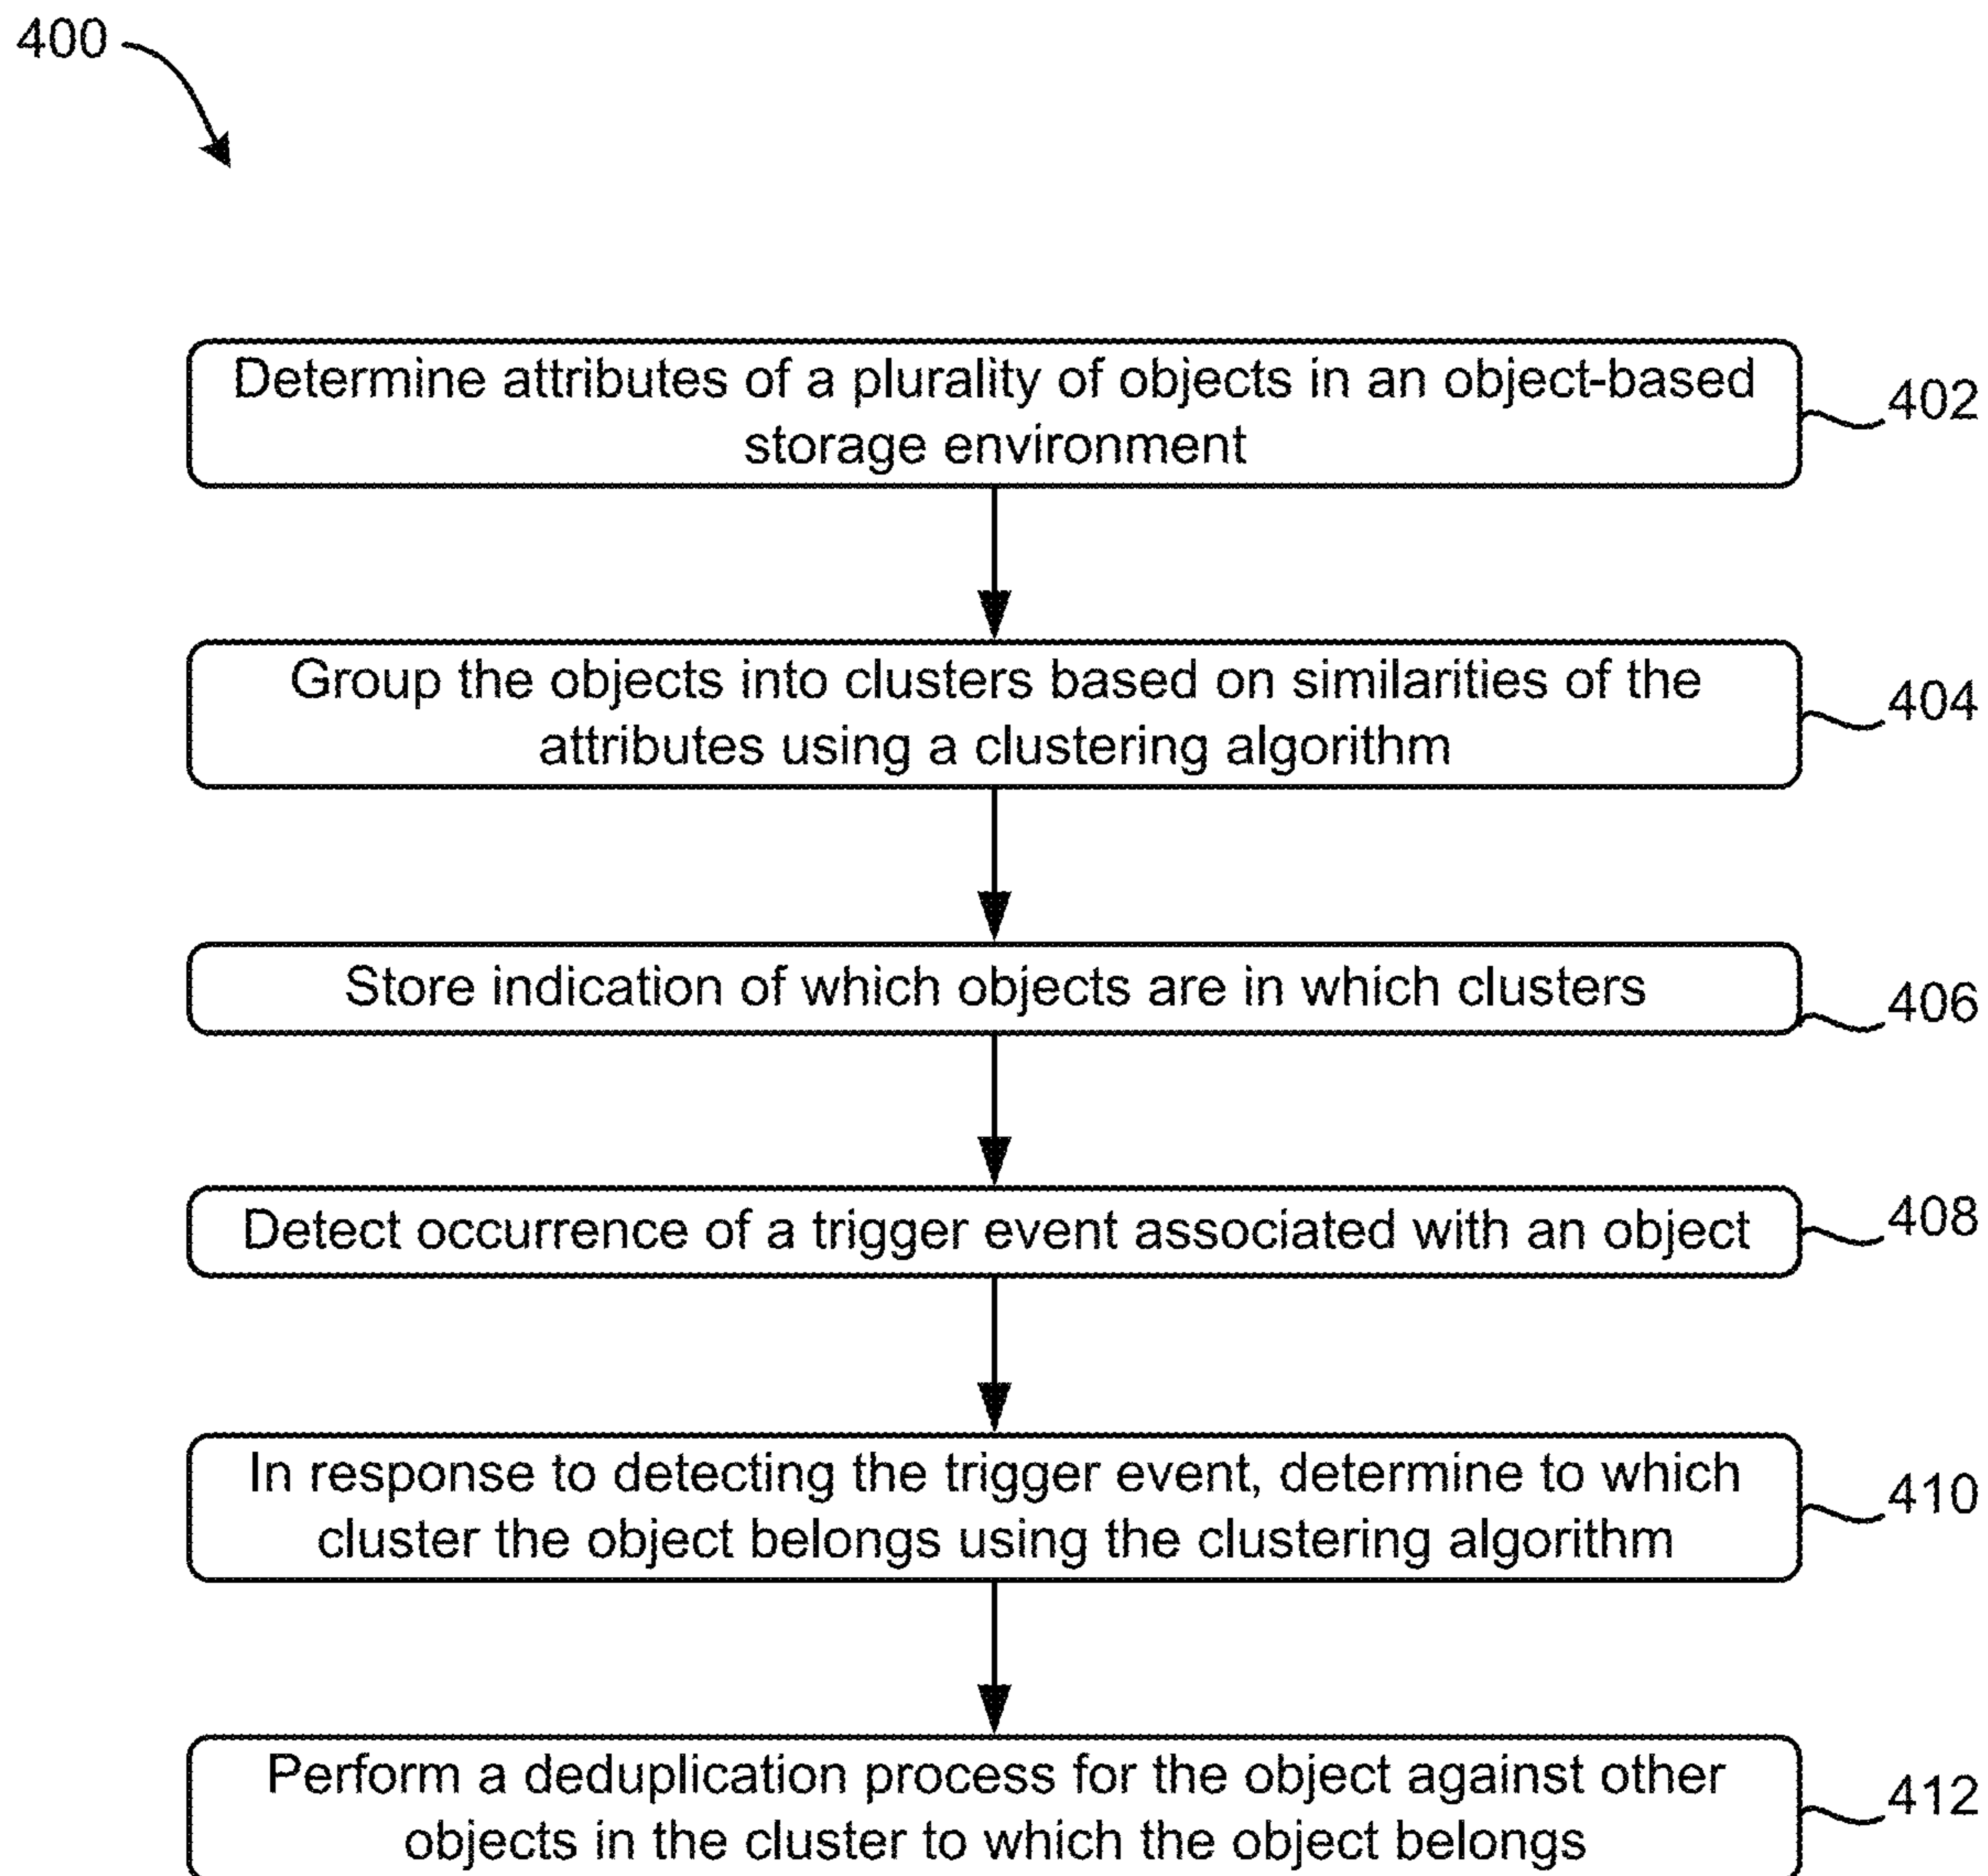 400
Determine attributes of a plurality of objects in an object-based
storage environment
402
Group the objects into clusters based on similarities of the
attributes using a clustering algorithm
404
Store indication of which objects are in which clusters
406
Detect occurrence of a trigger event associated with an object
408
In response to detecting the trigger event, determine to which
cluster the object belongs using the clustering algorithm
410
Perform a deduplication process for the object against other
objects in the cluster to which the object belongs
412